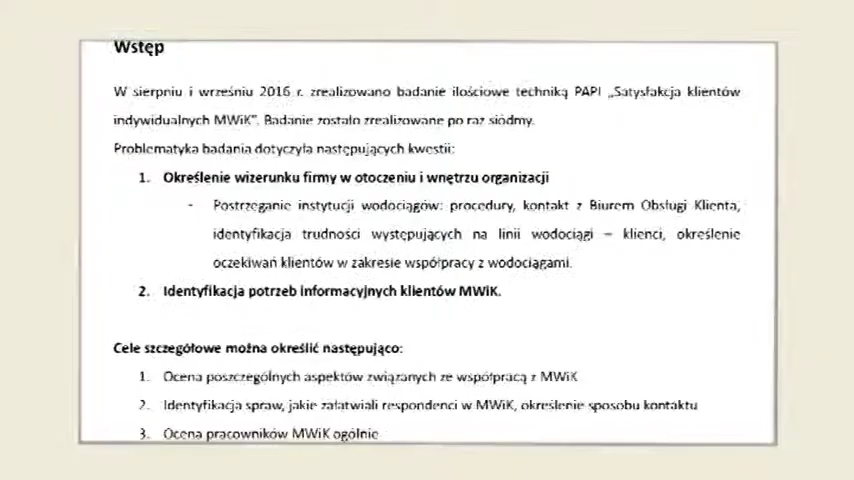 Wstęp
W sierpniu i wrześniu 2016 r. zrealizowano badanie ilościowe techniką PAPI „Satysfakcja klientów
indywidualnych MWiK”. Badanie zostało zrealizowane po raz siódmy.
Problematyka badania dotyczyła następujących kwestii:
1. Określenie wizerunku firmy w otoczeniu i wnętrzu organizacji
- Postrzeganie instytucji wodociągów: procedury, kontakt z Biurem Obsługi Klienta,
identyfikacja trudności występujących na linii wodociągi – klienci, określenie
oczekiwań klientów w zakresie współpracy z wodociągami.
2. Identyfikacja potrzeb informacyjnych klientów MWiK.
Cele szczegółowe można określić następująco:
1. Ocena poszczególnych aspektów związanych ze współpracą z MWiK
2. Identyfikacja spraw, jakie załatwiali respondenci w MWiK, określenie sposobu kontaktu
3. Ocena pracowników MWiK ogólnie